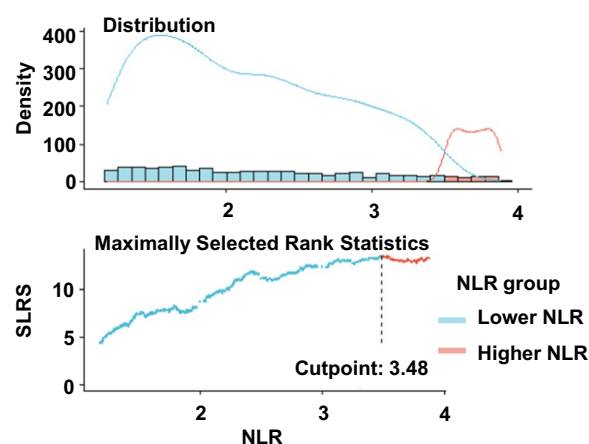 Distribution
Density
400
300
200
100
0
2
3
4
Maximally Selected Rank Statistics
SLRS
10
5
0
Cutpoint: 3.48
2
3
4
NLR
NLR group
Lower NLR
Higher NLR